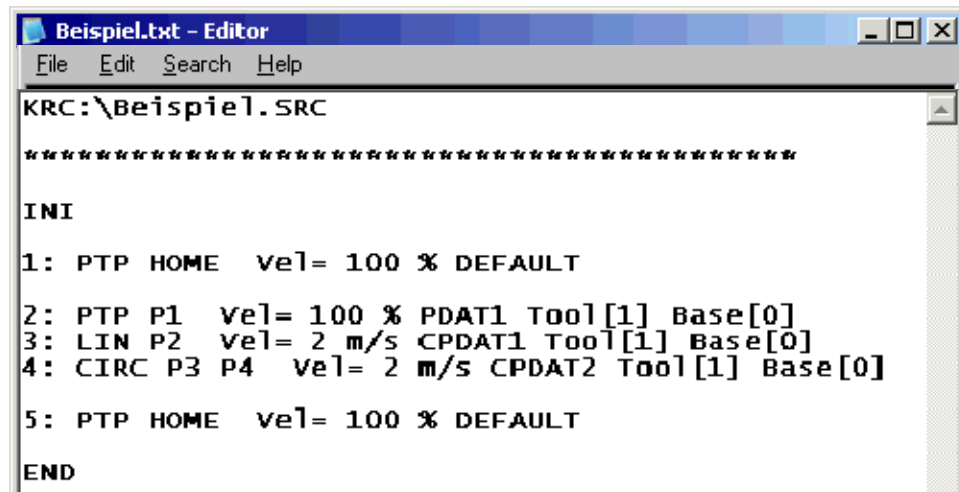 Beispiel.txt – Editor
File Edit Search Help
KRC:\Beispiel.SRC
*******************************************
INI
1: PTP HOME  Vel= 100 % DEFAULT
2: PTP P1  Vel= 100 % PDAT1 Tool[1] Base[0]
3: LIN P2  Vel= 2 m/s CPDAT1 Tool[1] Base[0]
4: CIRC P3 P4  Vel= 2 m/s CPDAT2 Tool[1] Base[0]
5: PTP HOME  Vel= 100 % DEFAULT
END